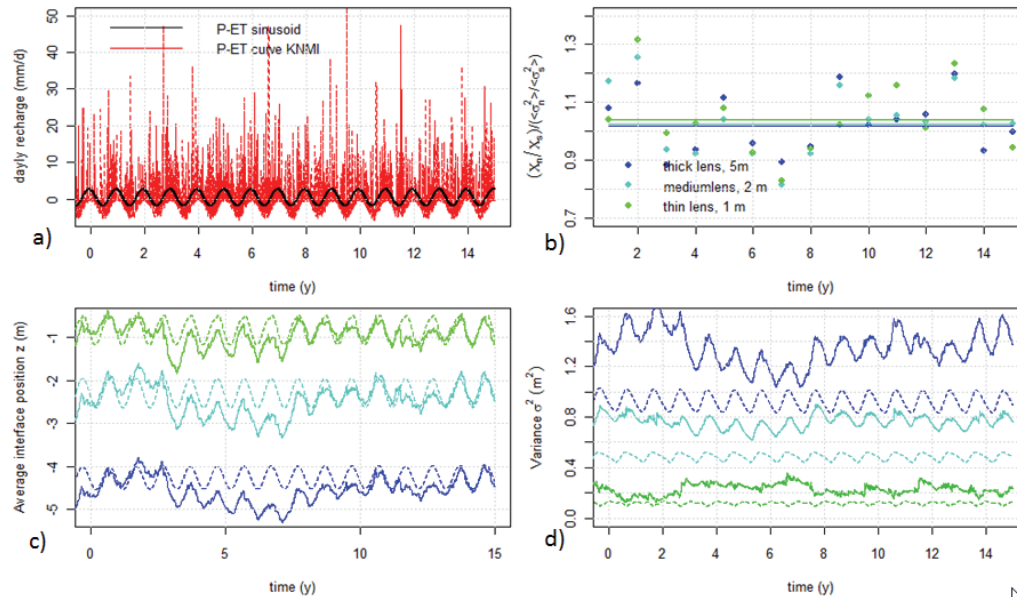 dayly recharge (mm/d)
50
40
30
20
10
0
P-ET sinusoid
P-ET curve KNMI
0 2 4 6 8 10 12 14
time (y)
a)
(Xn/ Xs)/(<σ²n>/<σ²s>)
1.3
1.1
0.9
0.7
thick lens, 5m
mediumlens, 2 m
thin lens, 1 m
2 4 6 8 10 12 14
time (y)
b)
Average interface position z (m)
-1
-2
-3
-4
-5
0 5 10 15
time (y)
c)
Variance σ² (m²)
1.6
1.2
0.8
0.4
0.0
0 2 4 6 8 10 12 14
time (y)
d)